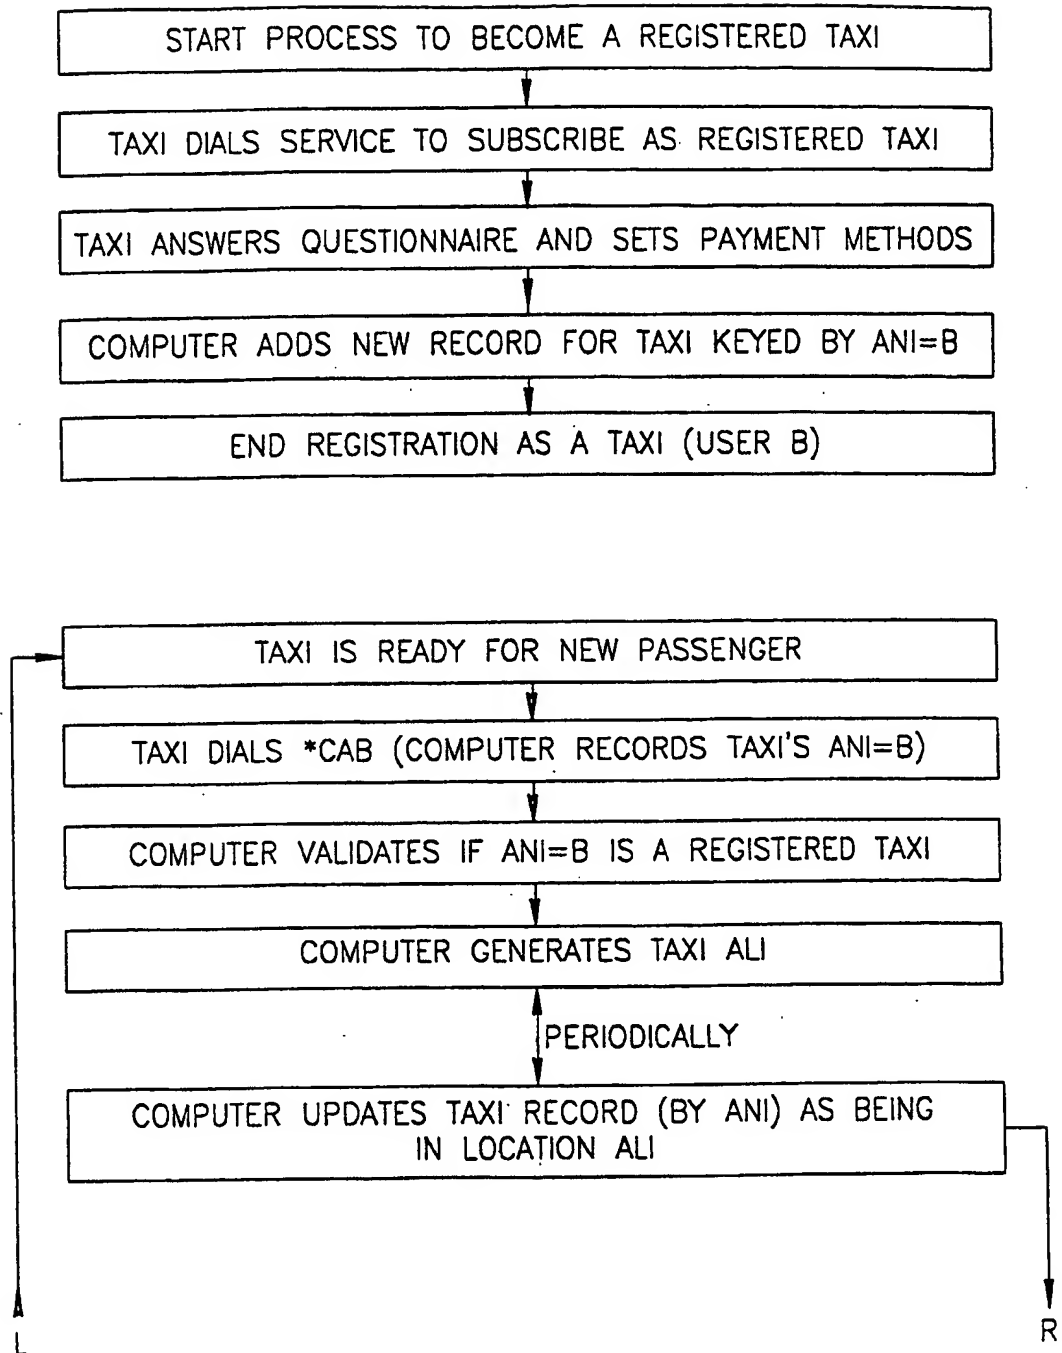 START PROCESS TO BECOME A REGISTERED TAXI
TAXI DIALS SERVICE TO SUBSCRIBE AS REGISTERED TAXI
TAXI ANSWERS QUESTIONNAIRE AND SETS PAYMENT METHODS
COMPUTER ADDS NEW RECORD FOR TAXI KEYED BY ANI=B
END REGISTRATION AS A TAXI (USER B)
TAXI IS READY FOR NEW PASSENGER
TAXI DIALS *CAB (COMPUTER RECORDS TAXI'S ANI=B)
COMPUTER VALIDATES IF ANI=B IS A REGISTERED TAXI
COMPUTER GENERATES TAXI ALI
PERIODICALLY
COMPUTER UPDATES TAXI RECORD (BY ANI) AS BEING
IN LOCATION ALI
L
R